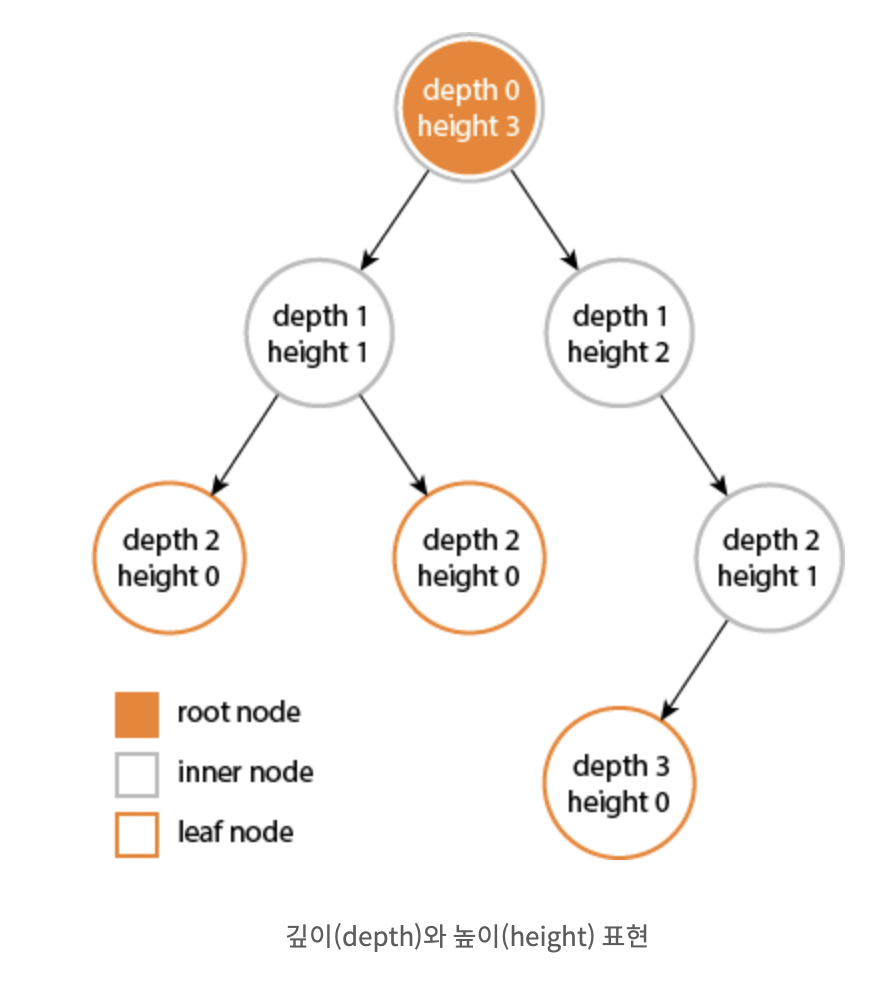 depth 0
height 3
depth 1
height 1
depth 1
height 2
depth 2
height 0
depth 2
height 0
depth 2
height 1
depth 3
height 0
root node
inner node
leaf node
깊이(depth)와 높이(height) 표현